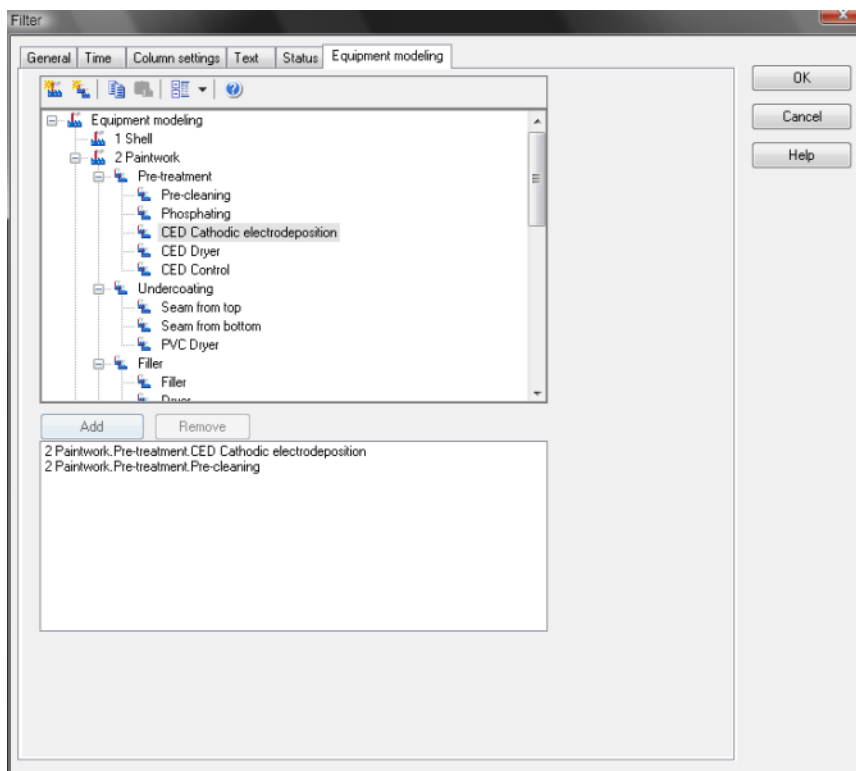 Filter
General Time Column settings Text Status Equipment modeling
OK
Cancel
Help
Equipment modeling
1 Shell
2 Paintwork
Pre-treatment
Pre-cleaning
Phosphating
CED Cathodic electrodeposition
CED Dryer
CED Control
Undercoating
Seam from top
Seam from bottom
PVC Dryer
Filler
Filler
Dryer
Add Remove
2 Paintwork.Pre-treatment.CED Cathodic electrodeposition
2 Paintwork.Pre-treatment.Pre-cleaning